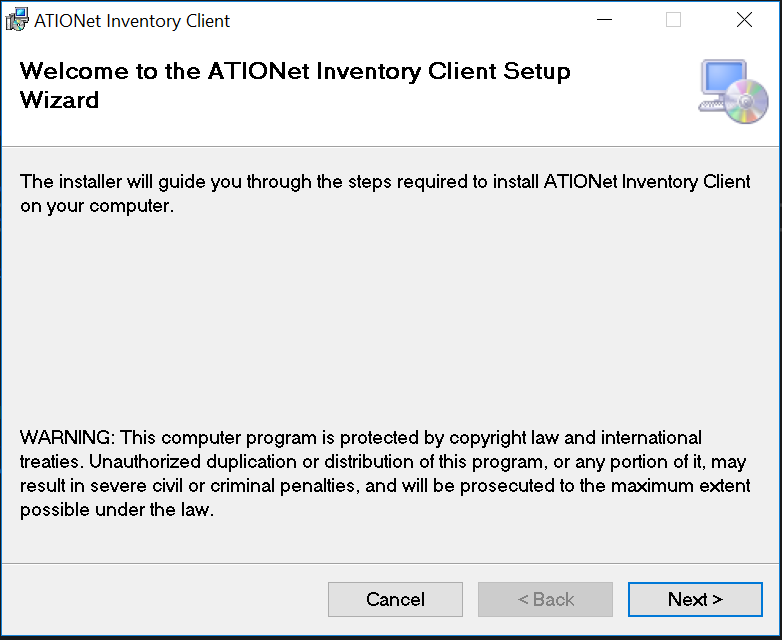 ATIONet Inventory Client
Welcome to the ATIONet Inventory Client Setup
Wizard
The installer will guide you through the steps required to install ATIONet Inventory Client
on your computer.
WARNING: This computer program is protected by copyright law and international
treaties. Unauthorized duplication or distribution of this program, or any portion of it, may
result in severe civil or criminal penalties, and will be prosecuted to the maximum extent
possible under the law.
Cancel < Back Next >